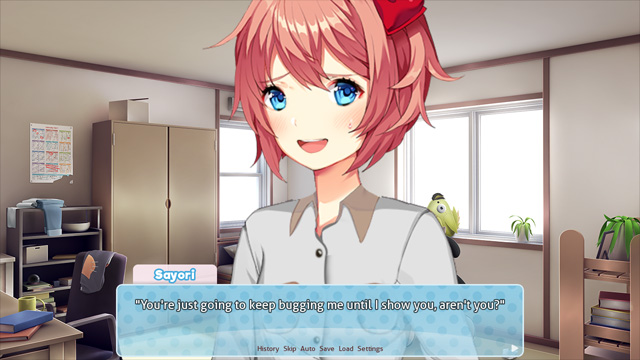 Sayori
"You're just going to keep bugging me until I show you, aren't you?"
History Skip Auto Save Load Settings